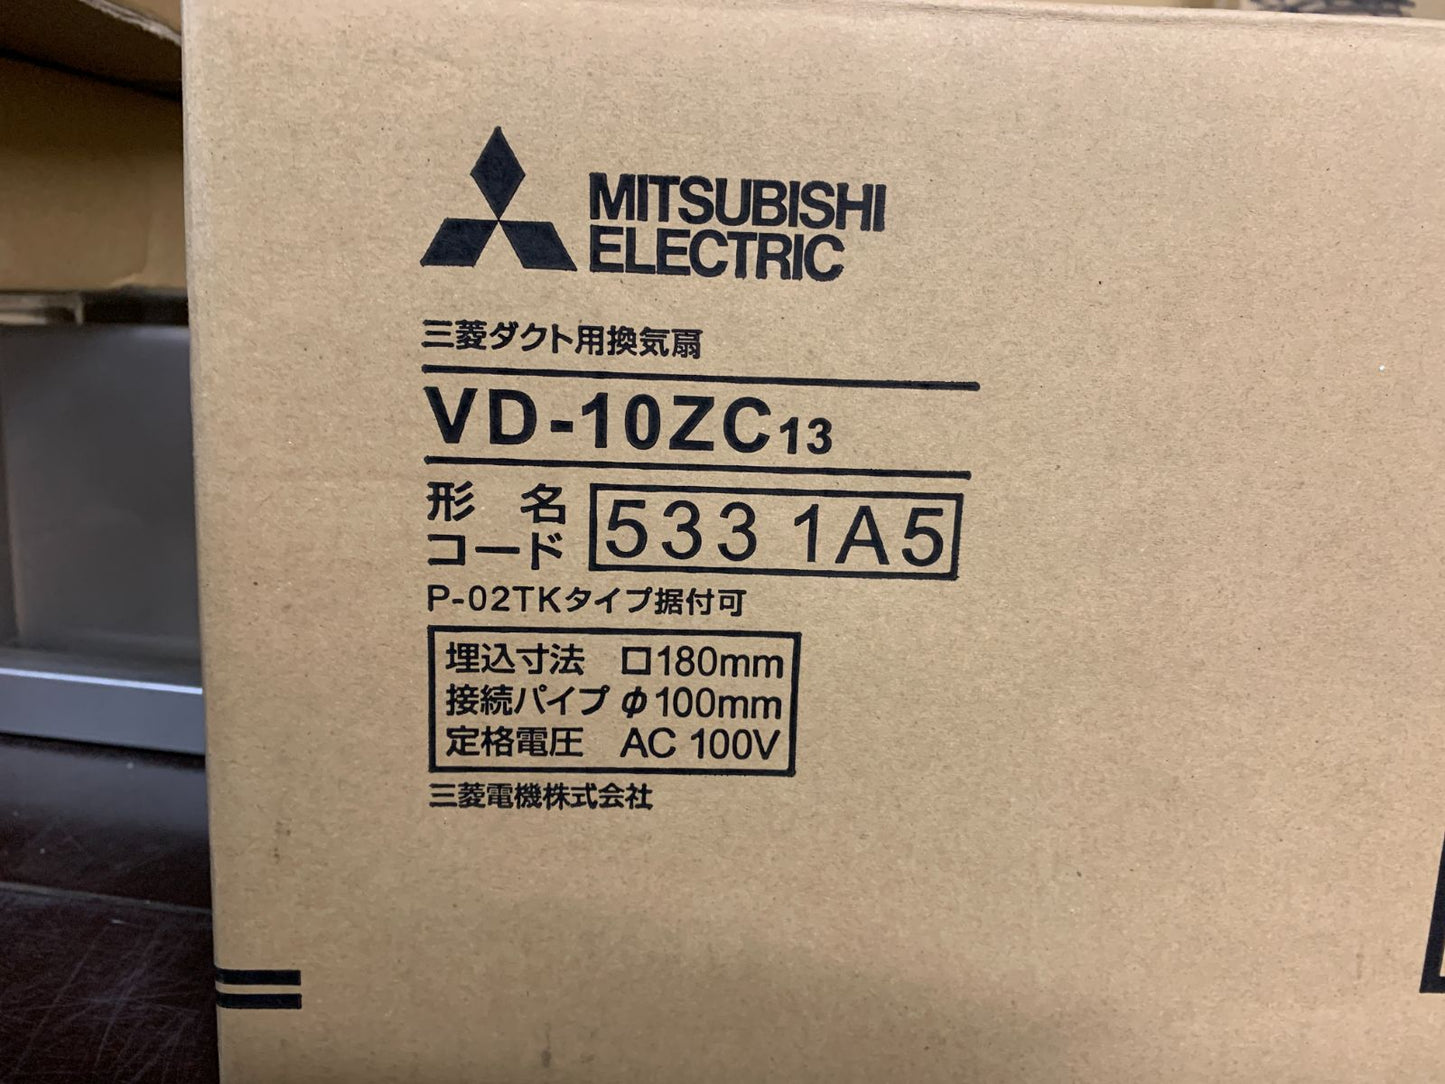 MITSUBISHI
ELECTRIC
三菱ダクト用換気扇
VD-10ZC13
形名
コード 533 1A5
P-02TKタイプ据付可
埋込寸法 □180mm
接続パイプ φ100mm
定格電圧 AC 100V
三菱電機株式会社